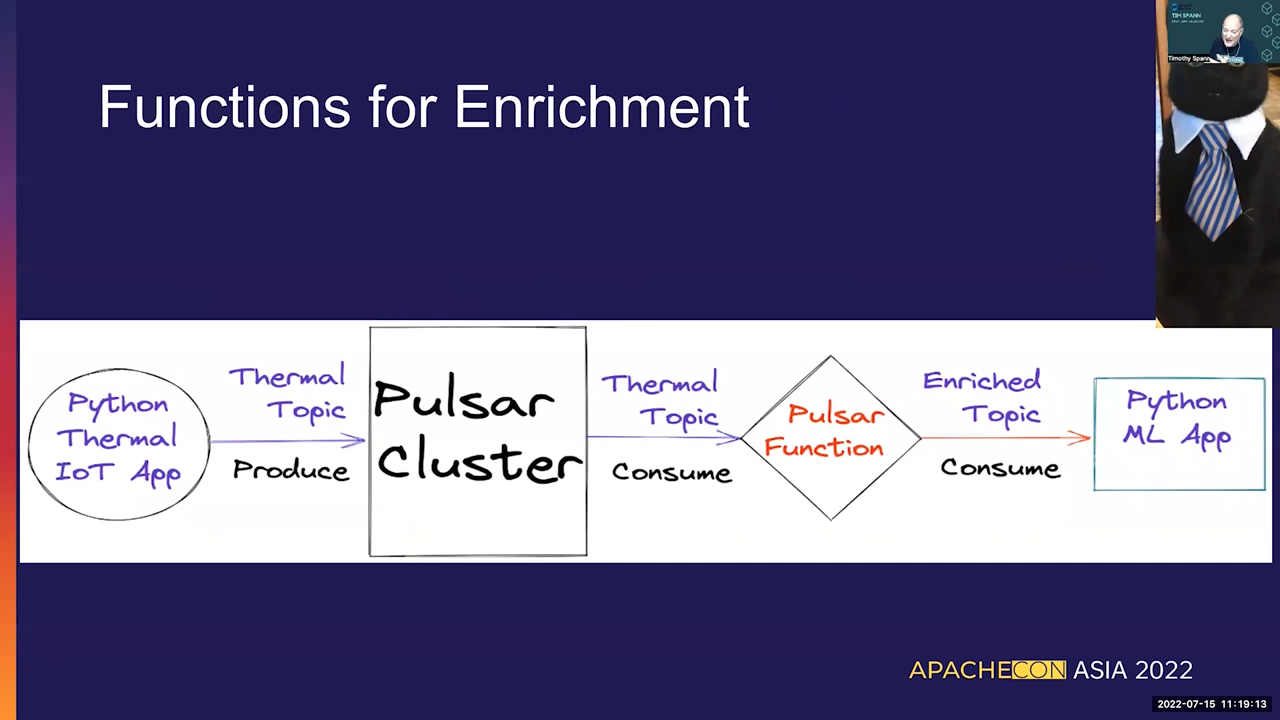 TIM SPANN
Timothy Spann
Functions for Enrichment
Python
Thermal
IoT App
Thermal
Topic
Produce
Pulsar
Cluster
Thermal
Topic
Consume
Pulsar
Function
Enriched
Topic
Consume
Python
ML App
APACHECON ASIA 2022
2022-07-15 11:19:13